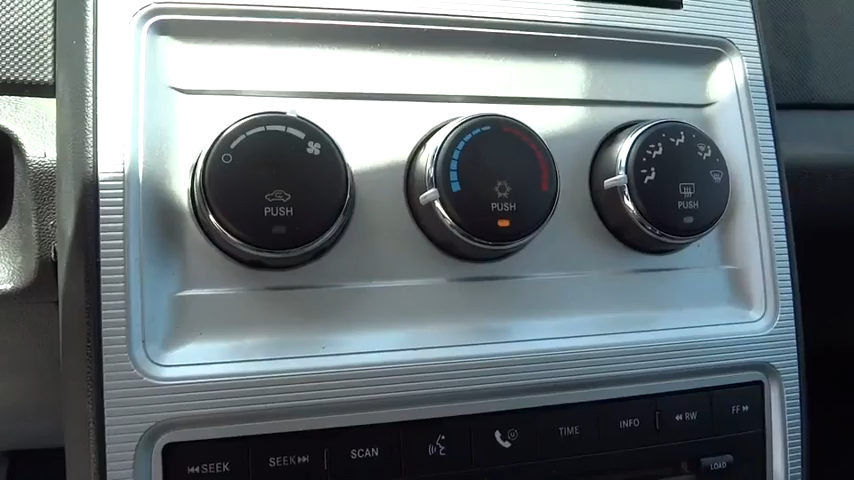 PUSH
PUSH
PUSH
SEEK
SEEK
SCAN
TIME
INFO
RW
FF
LOAD